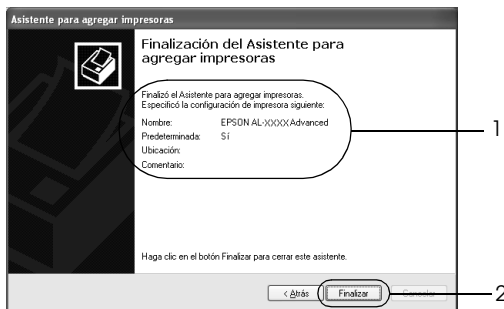 Asistente para agregar impresoras
Finalización del Asistente para
agregar impresoras
Finalizó el Asistente para agregar impresoras.
Especificó la configuración de impresora siguiente:
Nombre: EPSON AL-XXXX Advanced
Predeterminada: Sí
Ubicación:
Comentario:
1
Haga clic en el botón Finalizar para cerrar este asistente.
< Atrás Finalizar Cancelar
2